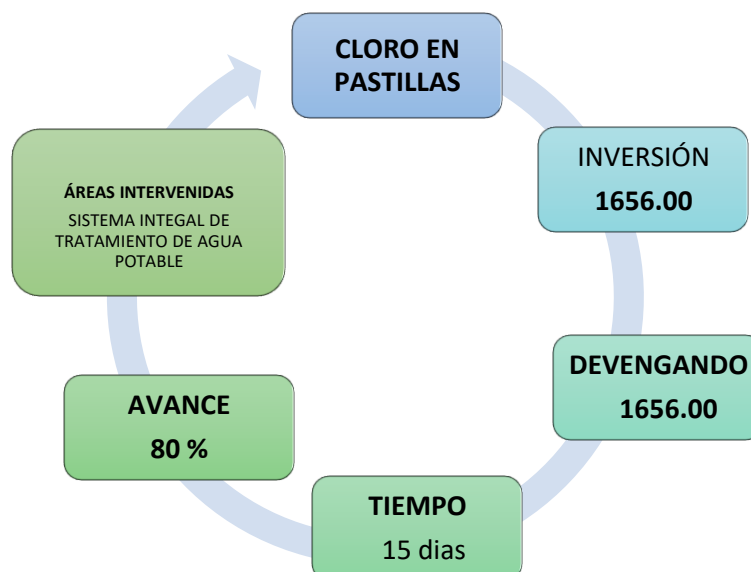 CLORO EN
PASTILLAS
INVERSIÓN
1656.00
DEVENGANDO
1656.00
TIEMPO
15 dias
AVANCE
80 %
ÁREAS INTERVENIDAS
SISTEMA INTEGAL DE
TRATAMIENTO DE AGUA
POTABLE